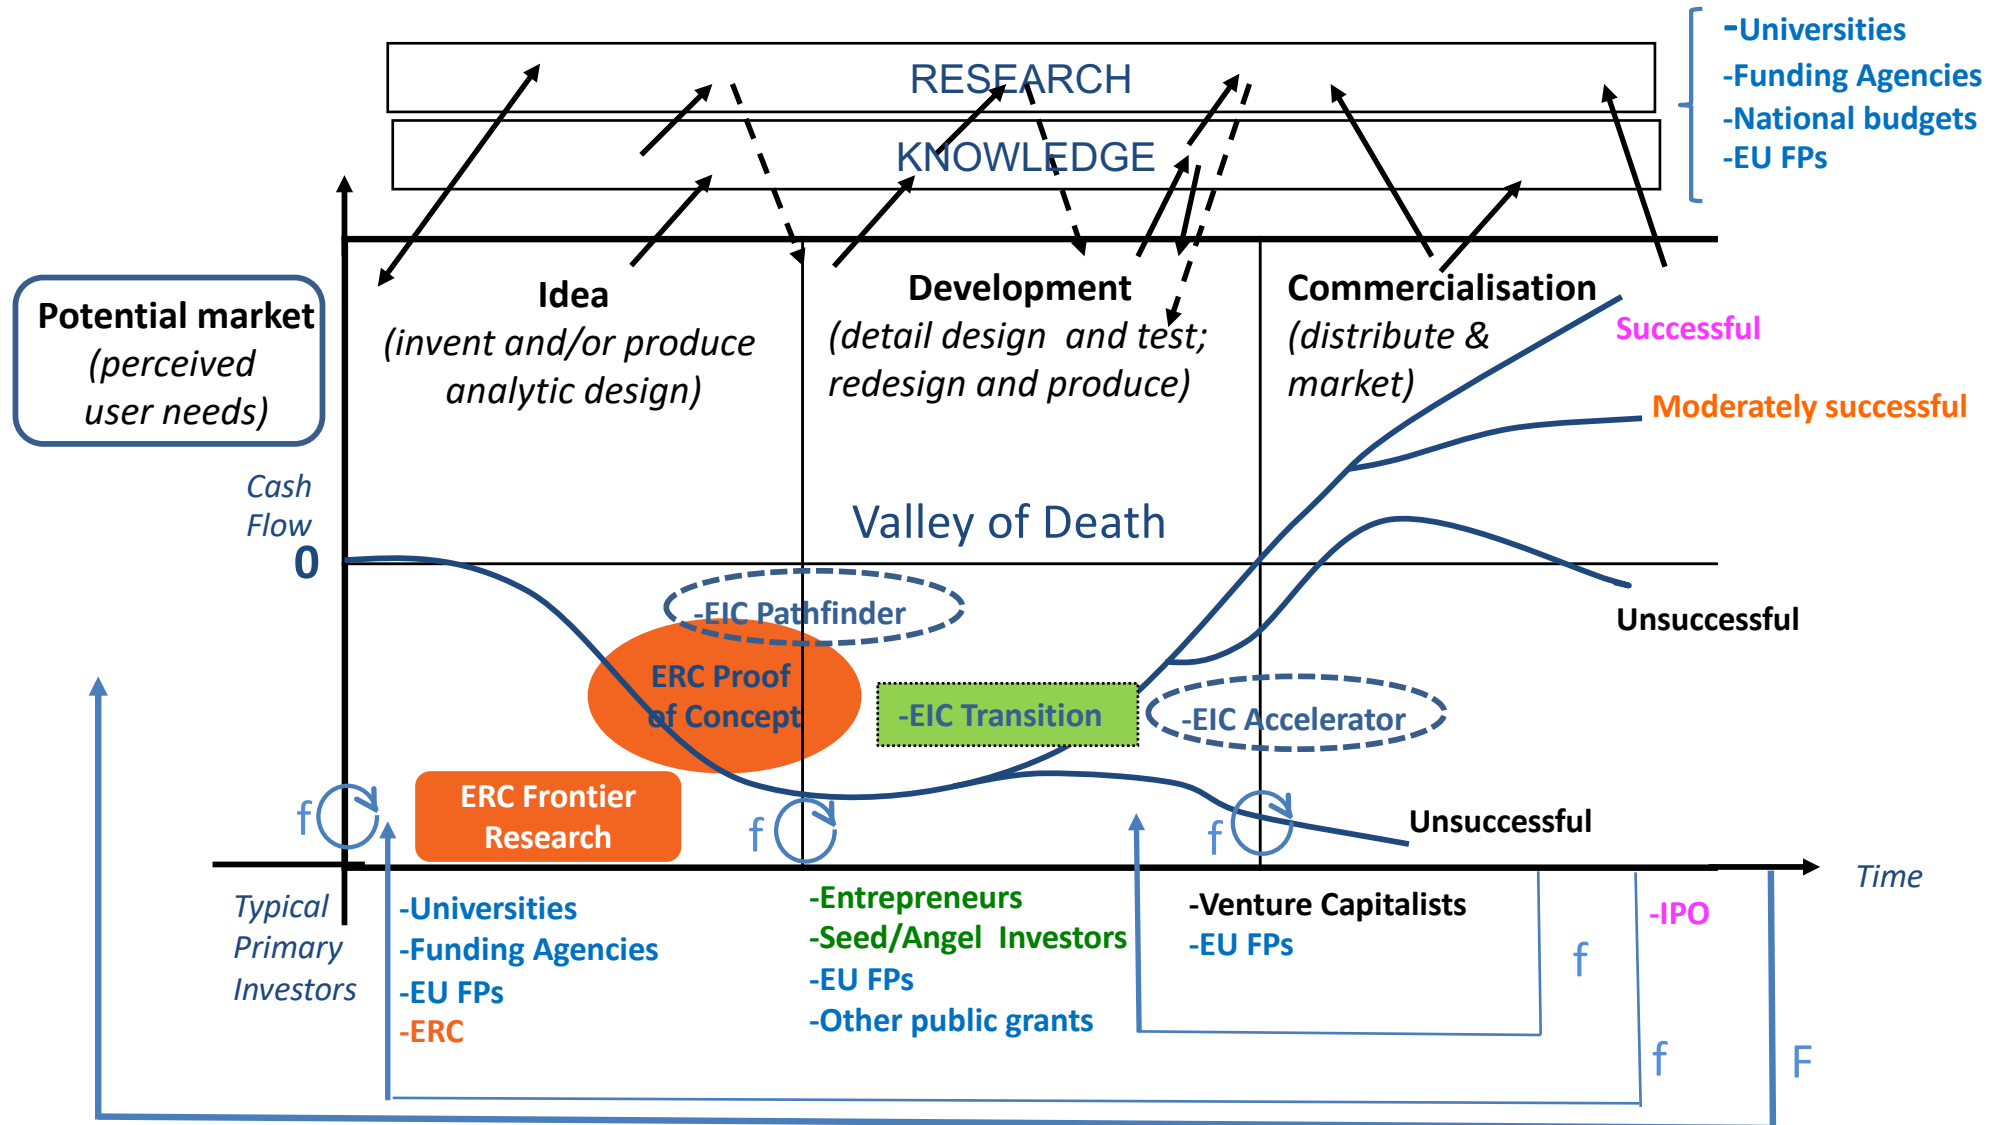 -Universities
-Funding Agencies
-National budgets
-EU FPs
RESEARCH
KNOWLEDGE
Potential market
(perceived
user needs)
Idea
(invent and/or produce
analytic design)
Development
(detail design and test;
redesign and produce)
Commercialisation
(distribute &
market)
Successful
Moderately successful
Cash
Flow
0
Valley of Death
-EIC Pathfinder
Unsuccessful
ERC Proof
of Concept
-EIC Transition
-EIC Accelerator
ERC Frontier
Research
f
f
f
Unsuccessful
Time
Typical
Primary
Investors
-Universities
-Funding Agencies
-EU FPs
-ERC
-Entrepreneurs
-Seed/Angel Investors
-EU FPs
-Other public grants
-Venture Capitalists
-EU FPs
-IPO
f
f
F